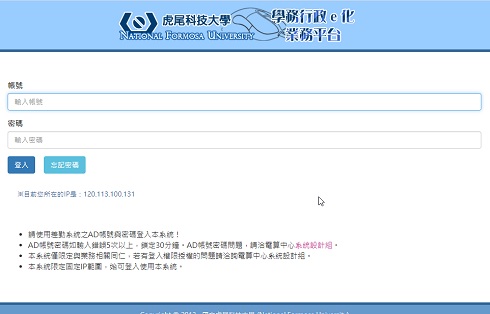 虎尾科技大學
NATIONAL FORMOSA UNIVERSITY
學務行政 e 化
業務平台
帳號
輸入帳號
密碼
輸入密碼
登入 忘記密碼
※目前您所在的IP是：120.113.100.131
請使用差勤系統之AD帳號與密碼登入本系統！
AD帳號密碼如輸入錯誤5次以上，鎖定30分鐘。AD帳號密碼問題，請洽電算中心系統設計組。
本系統僅限定與業務相關同仁，若有登入權限授權的問題請洽詢電算中心系統設計組。
本系統限定固定IP範圍，始可登入使用本系統。